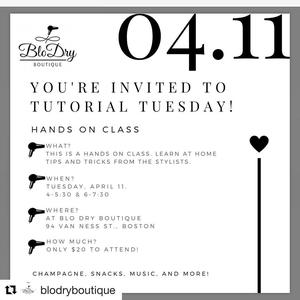 04.11
BloDry
BOUTIQUE
YOU'RE INVITED TO
TUTORIAL TUESDAY!
HANDS ON CLASS
WHAT?
THIS IS A HANDS ON CLASS. LEARN AT HOME
TIPS AND TRICKS FROM THE STYLISTS.
WHEN?
TUESDAY, APRIL 11.
4-5:30 & 6-7:30
WHERE?
AT BLO DRY BOUTIQUE
94 VAN NESS ST., BOSTON
HOW MUCH?
ONLY $20 TO ATTEND!
CHAMPAGNE, SNACKS, MUSIC, AND MORE!
blodryboutique